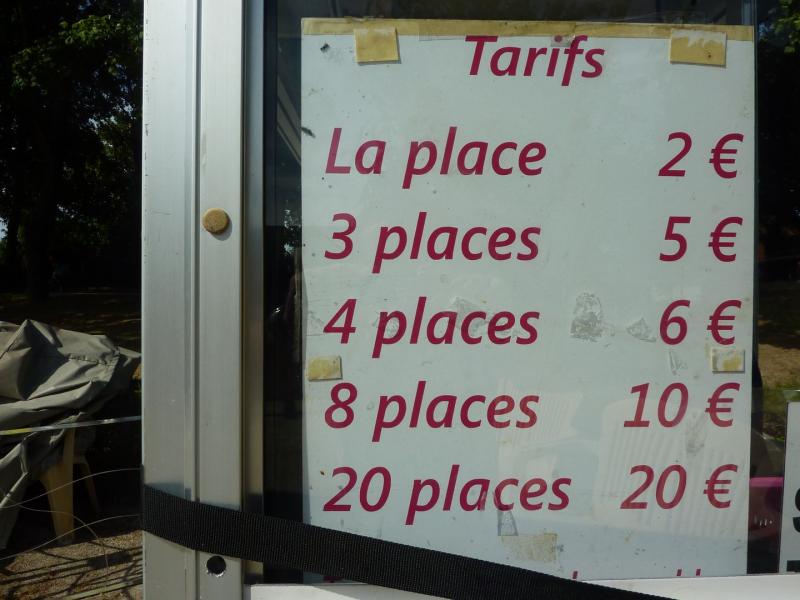 Tarifs
La place 2 €
3 places 5 €
4 places 6 €
8 places 10 €
20 places 20 €